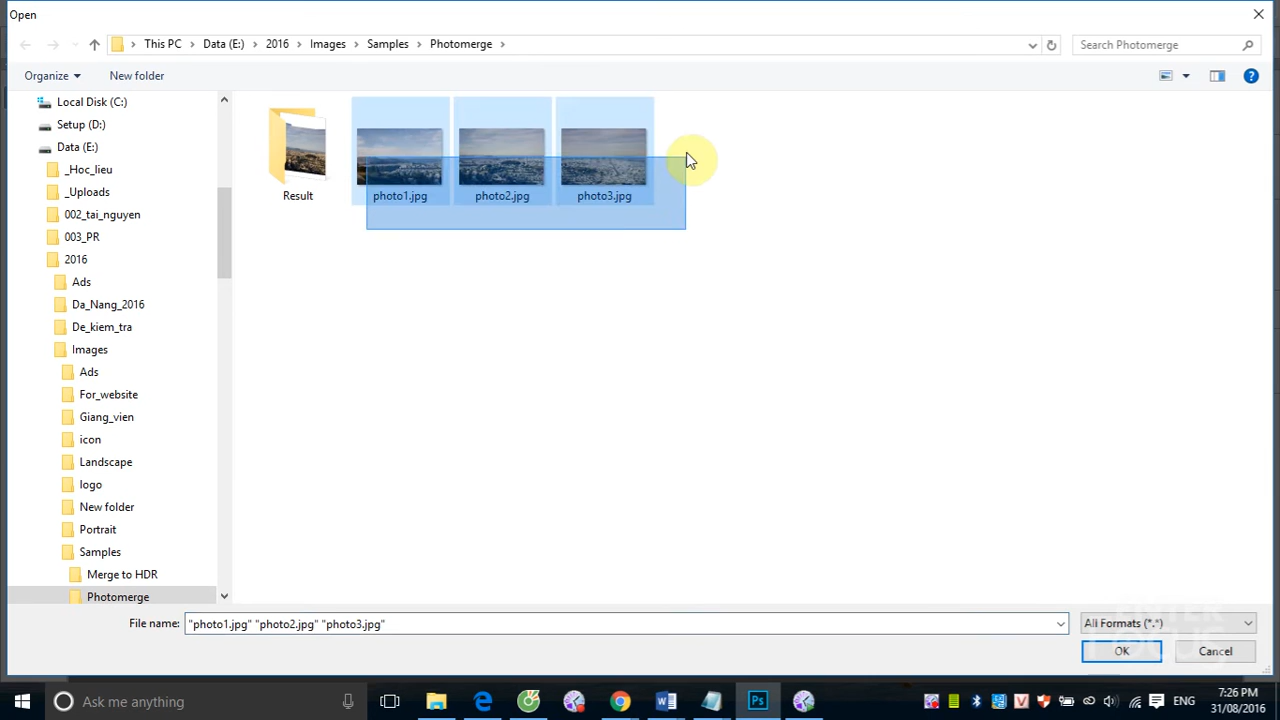 Open
This PC > Data (E:) > 2016 > Images > Samples > Photomerge >
Search Photomerge
Organize
New folder
Local Disk (C:)
Setup (D:)
Data (E:)
_Hoc_lieu
_Uploads
002_tai_nguyen
003_PR
2016
Ads
Da_Nang_2016
De_kiem_tra
Images
Ads
For_website
Giang_vien
icon
Landscape
logo
New folder
Portrait
Samples
Merge to HDR
Photomerge
Result
photo1.jpg
photo2.jpg
photo3.jpg
File name:
"photo1.jpg" "photo2.jpg" "photo3.jpg"
All Formats (*.*)
ENTER
FOCUS
OK
Cancel
Ask me anything
Ps
ENG
7:26 PM
31/08/2016